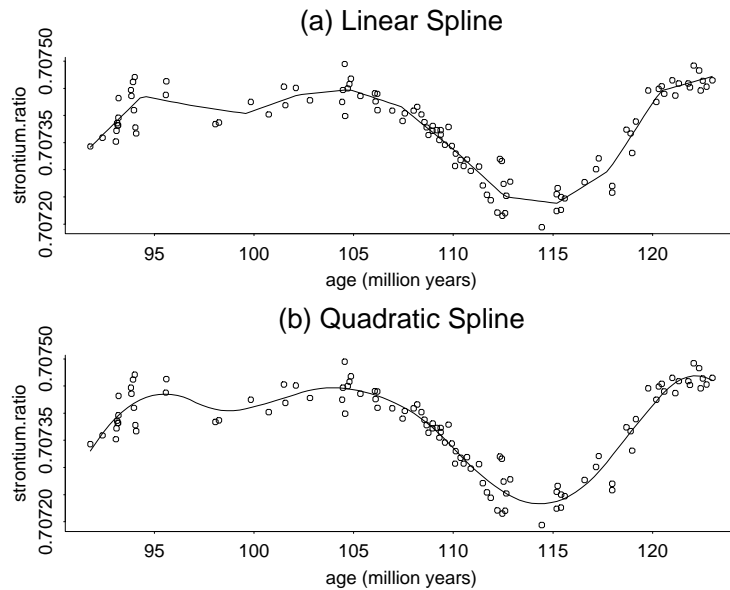 (a) Linear Spline
0.70750
0.70735
0.70720
strontium.ratio
95 100 105 110 115 120
age (million years)
(b) Quadratic Spline
0.70750
0.70735
0.70720
strontium.ratio
95 100 105 110 115 120
age (million years)